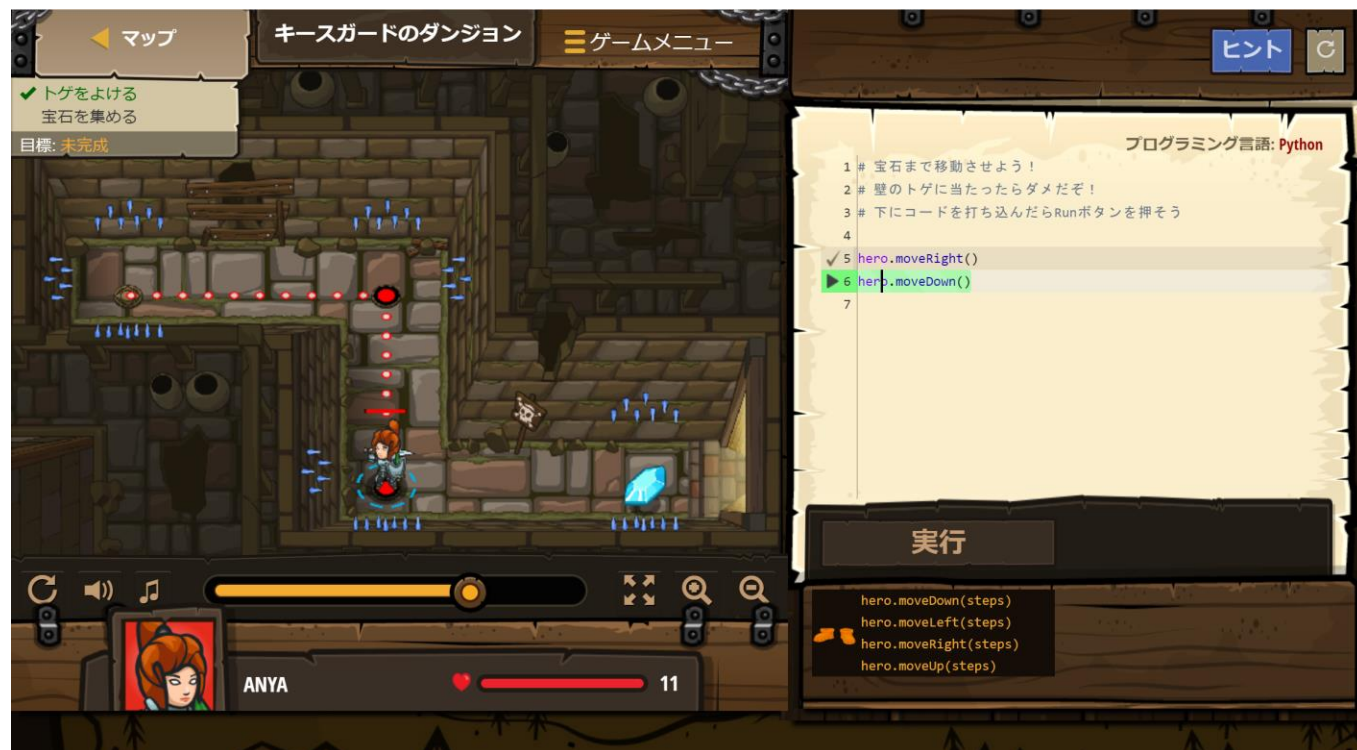 マップ
キースガードのダンジョン
ゲームメニュー
ヒント
トゲをよける
宝石を集める
目標: 未完成
プログラミング言語: Python
1 # 宝石まで移動させよう！
2 # 壁のトゲに当たったらダメだぞ！
3 # 下にコードを打ち込んだらRunボタンを押そう
4
5 hero.moveRight()
6 hero.moveDown()
7
実行
hero.moveDown(steps)
hero.moveLeft(steps)
hero.moveRight(steps)
hero.moveUp(steps)
ANYA
11